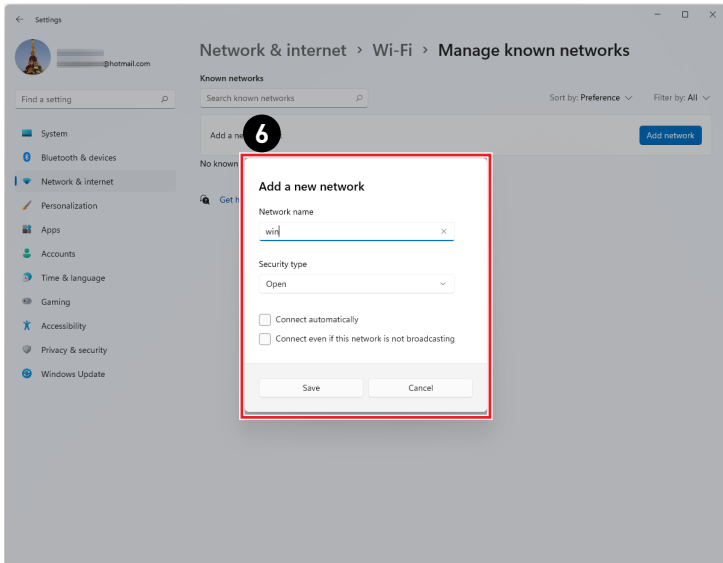 Settings
@hotmail.com
Network & internet > Wi-Fi > Manage known networks
Known networks
Find a setting
Search known networks
Sort by: Preference
Filter by: All
System
Add a ne
6
Add network
Bluetooth & devices
No known
Network & internet
Add a new network
Personalization
Get h
Network name
Apps
win
Accounts
Security type
Time & language
Open
Gaming
Connect automatically
Accessibility
Connect even if this network is not broadcasting
Privacy & security
Windows Update
Save
Cancel